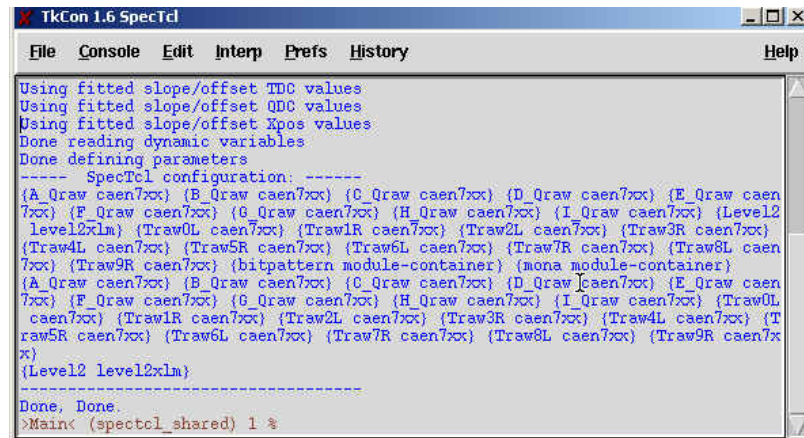 TkCon 1.6 SpecTcl
File Console Edit Interp Prefs History Help
Using fitted slope/offset TDC values
Using fitted slope/offset QDC values
Using fitted slope/offset Xpos values
Done reading dynamic variables
Done defining parameters
----- SpecTcl configuration: ------
{A_Qraw caen7xx} {B_Qraw caen7xx} {C_Qraw caen7xx} {D_Qraw caen7xx} {E_Qraw caen
7xx} {F_Qraw caen7xx} {G_Qraw caen7xx} {H_Qraw caen7xx} {I_Qraw caen7xx} {Level2
level2xlm} {Traw0L caen7xx} {Traw1R caen7xx} {Traw2L caen7xx} {Traw3R caen7xx}
{Traw4L caen7xx} {Traw5R caen7xx} {Traw6L caen7xx} {Traw7R caen7xx} {Traw8L caen
7xx} {Traw9R caen7xx} {bitpattern module-container} {mona module-container}
{A_Qraw caen7xx} {B_Qraw caen7xx} {C_Qraw caen7xx} {D_Qraw caen7xx} {E_Qraw caen
7xx} {F_Qraw caen7xx} {G_Qraw caen7xx} {H_Qraw caen7xx} {I_Qraw caen7xx} {Traw0L
caen7xx} {Traw1R caen7xx} {Traw2L caen7xx} {Traw3R caen7xx} {Traw4L caen7xx} {T
raw5R caen7xx} {Traw6L caen7xx} {Traw7R caen7xx} {Traw8L caen7xx} {Traw9R caen7x
x}
{Level2 level2xlm}
-------------------------------------
Done, Done.
>Main< (spectcl_shared) 1 %